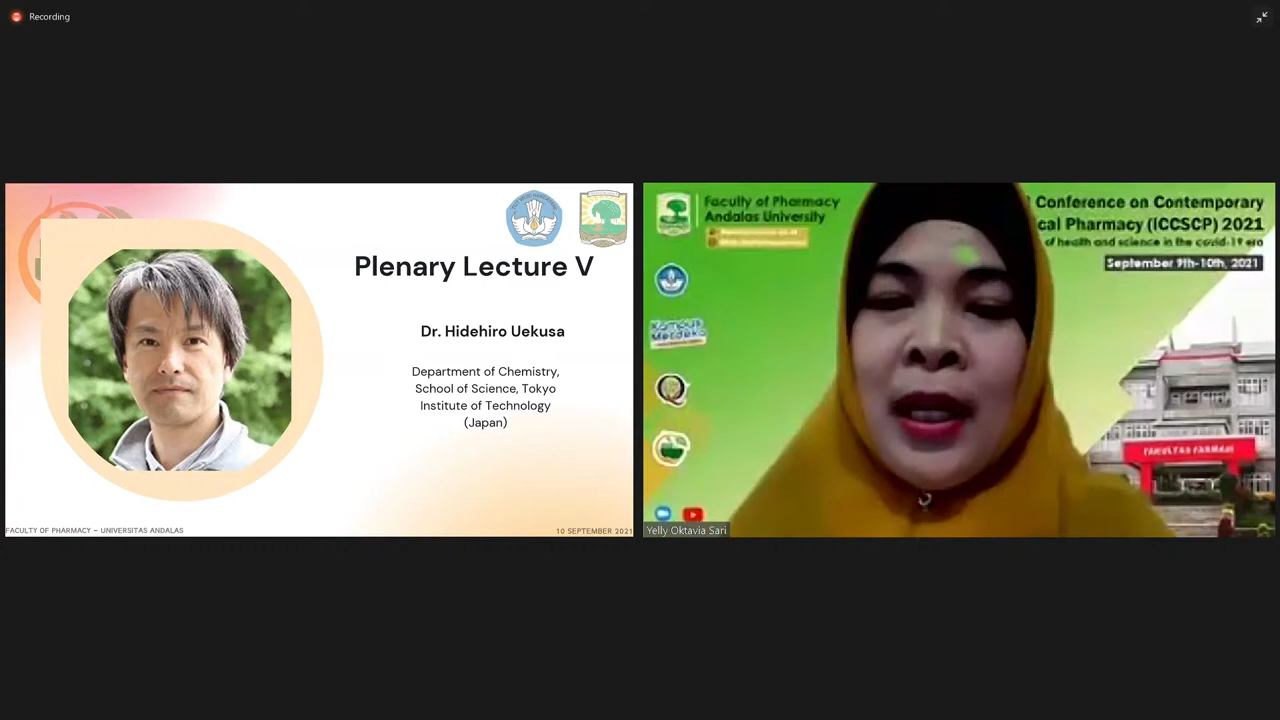 Recording
Plenary Lecture V
Dr. Hidehiro Uekusa
Department of Chemistry,
School of Science, Tokyo
Institute of Technology
(Japan)
FACULTY OF PHARMACY – UNIVERSITAS ANDALAS
10 SEPTEMBER 2021
Faculty of Pharmacy
Andalas University
Conference on Contemporary
cal Pharmacy (ICCSCP) 2021
of health and science in the covid-19 era
September 9th-10th, 2021
Kampus
Merdeka
FAKULTAS FARMASI
Yelly Oktavia Sari